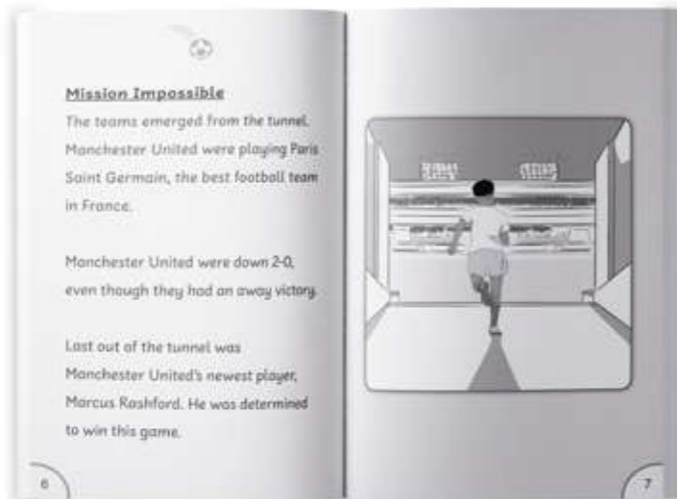 Mission Impossible
The teams emerged from the tunnel.
Manchester United were playing Paris
Saint Germain, the best football team
in France.
Manchester United were down 2-0,
even though they had an away victory.
Last out of the tunnel was
Manchester United's newest player,
Marcus Rashford. He was determined
to win this game.
6
7